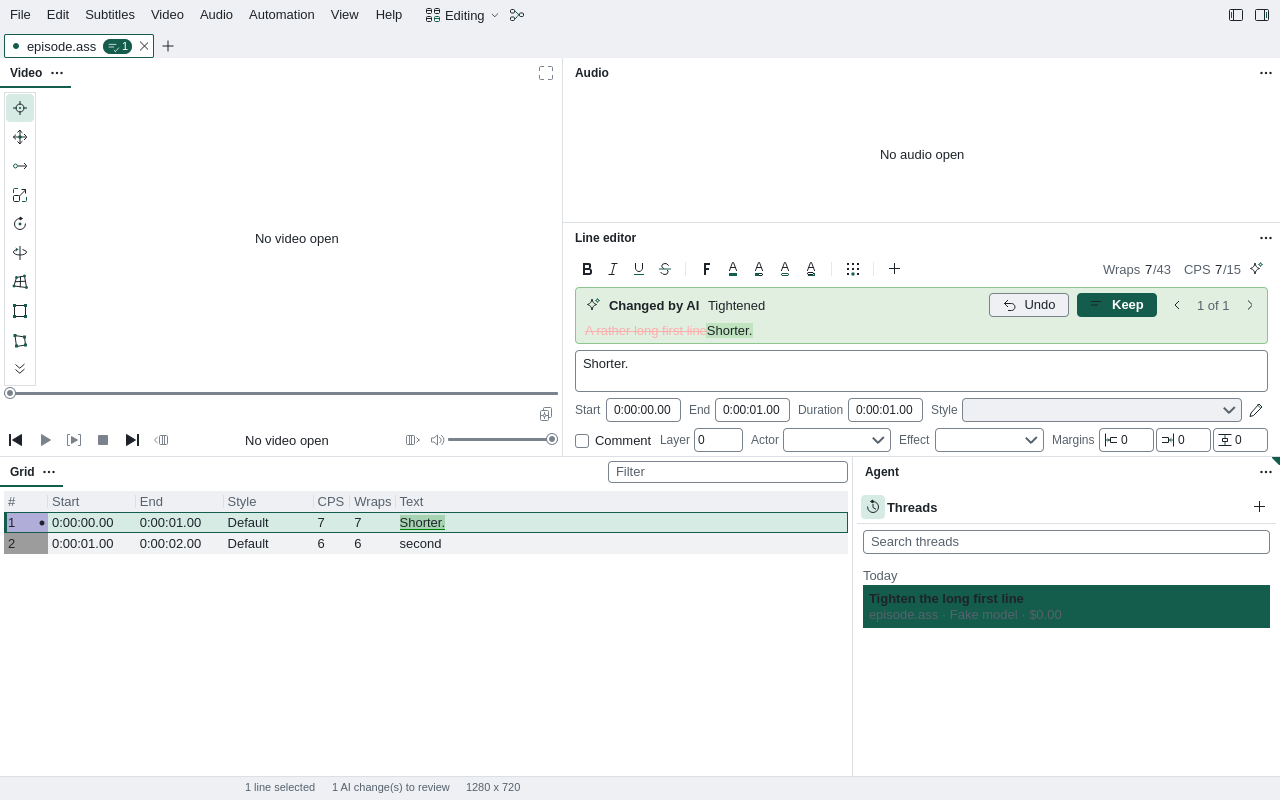 File Edit Subtitles Video Audio Automation View Help Editing
episode.ass 1
Video
No video open
No video open
Audio
No audio open
Line editor
B I U S F A A A A Wraps 7/43 CPS 7/15
Changed by AI Tightened Undo Keep 1 of 1
A rather long first lineShorter.
Shorter.
Start 0:00:00.00 End 0:00:01.00 Duration 0:00:01.00 Style
Comment Layer 0 Actor Effect Margins 0 0 0
Grid Filter
# Start End Style CPS Wraps Text
1 0:00:00.00 0:00:01.00 Default 7 7 Shorter.
2 0:00:01.00 0:00:02.00 Default 6 6 second
Agent
Threads
Search threads
Today
Tighten the long first line
episode.ass · Fake model · $0.00
1 line selected 1 AI change(s) to review 1280 x 720